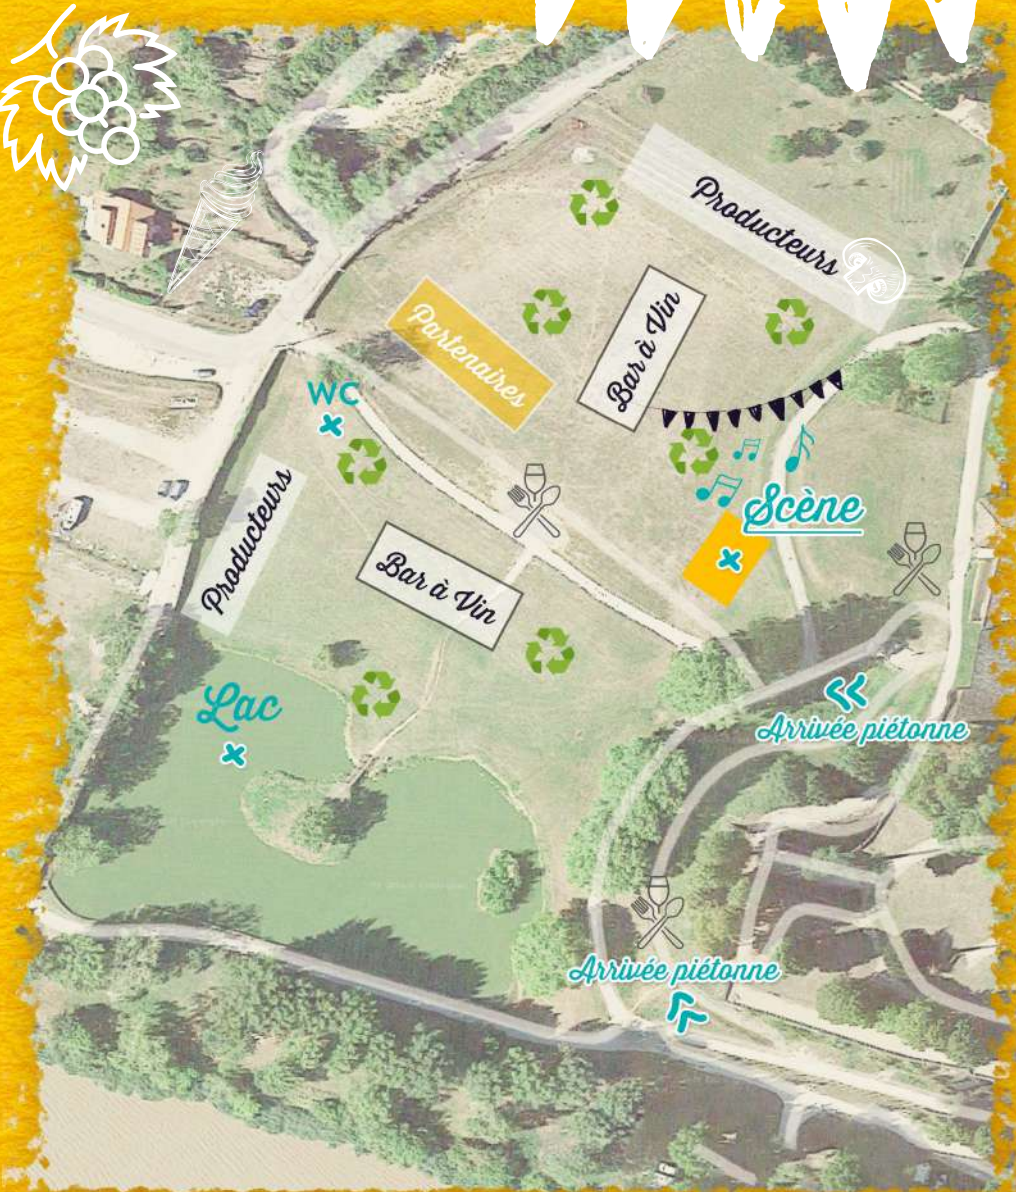 Producteurs
Bar à Vin
Partenaires
WC
Scène
Producteurs
Bar à Vin
Lac
Arrivée piétonne
Arrivée piétonne